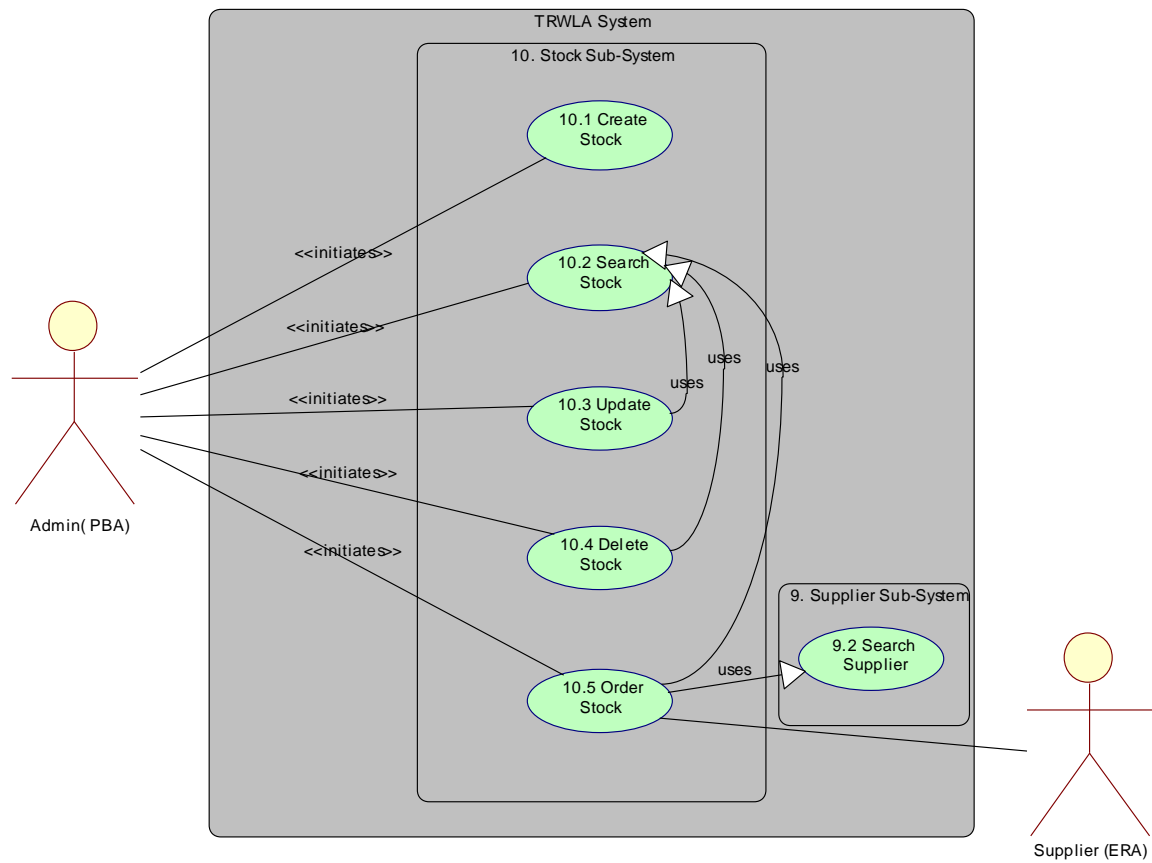 TRWLA System
10. Stock Sub-System
10.1 Create
Stock
<<initiates>>
10.2 Search
Stock
<<initiates>>
uses
uses
uses
<<initiates>>
10.3 Update
Stock
<<initiates>>
Admin( PBA)
10.4 Delete
Stock
<<initiates>>
9. Supplier Sub-System
9.2 Search
Supplier
uses
10.5 Order
Stock
Supplier (ERA)